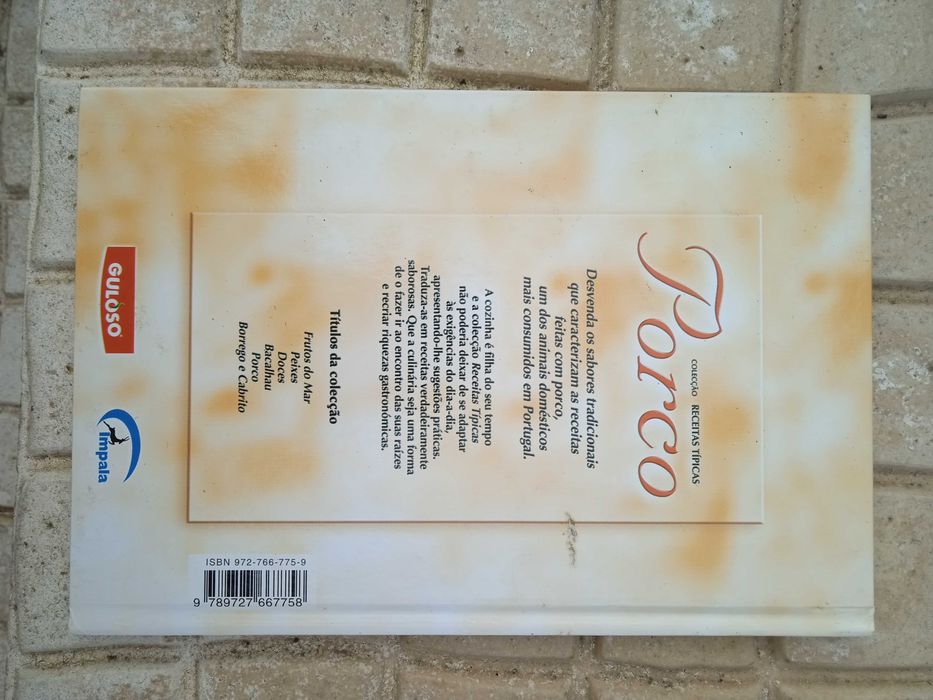 COLECÇÃO RECEITAS TÍPICAS
Porco
Desvenda os sabores tradicionais
que caracterizam as receitas
feitas com porco,
um dos animais domésticos
mais consumidos em Portugal.
A cozinha é filha do seu tempo
e a colecção Receitas Típicas
não poderia deixar de se adaptar
às exigências do dia-a-dia,
apresentando-lhe sugestões práticas.
Traduza-as em receitas verdadeiramente
saborosas. Que a culinária seja uma forma
de o fazer ir ao encontro das suas raízes
e recriar riquezas gastronómicas.
Títulos da colecção
Frutos do Mar
Peixes
Doces
Bacalhau
Porco
Borrego e Cabrito
GULOSO
Impala
ISBN 972-766-775-9
9 789727 667758